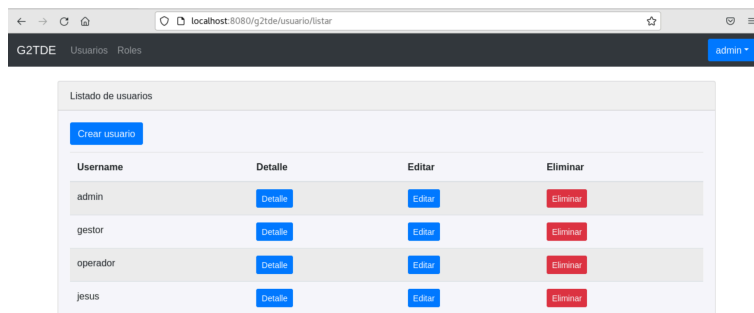 localhost:8080/g2tde/usuario/listar
G2TDE Usuarios Roles admin
Listado de usuarios
Crear usuario
Username Detalle Editar Eliminar
admin Detalle Editar Eliminar
gestor Detalle Editar Eliminar
operador Detalle Editar Eliminar
jesus Detalle Editar Eliminar